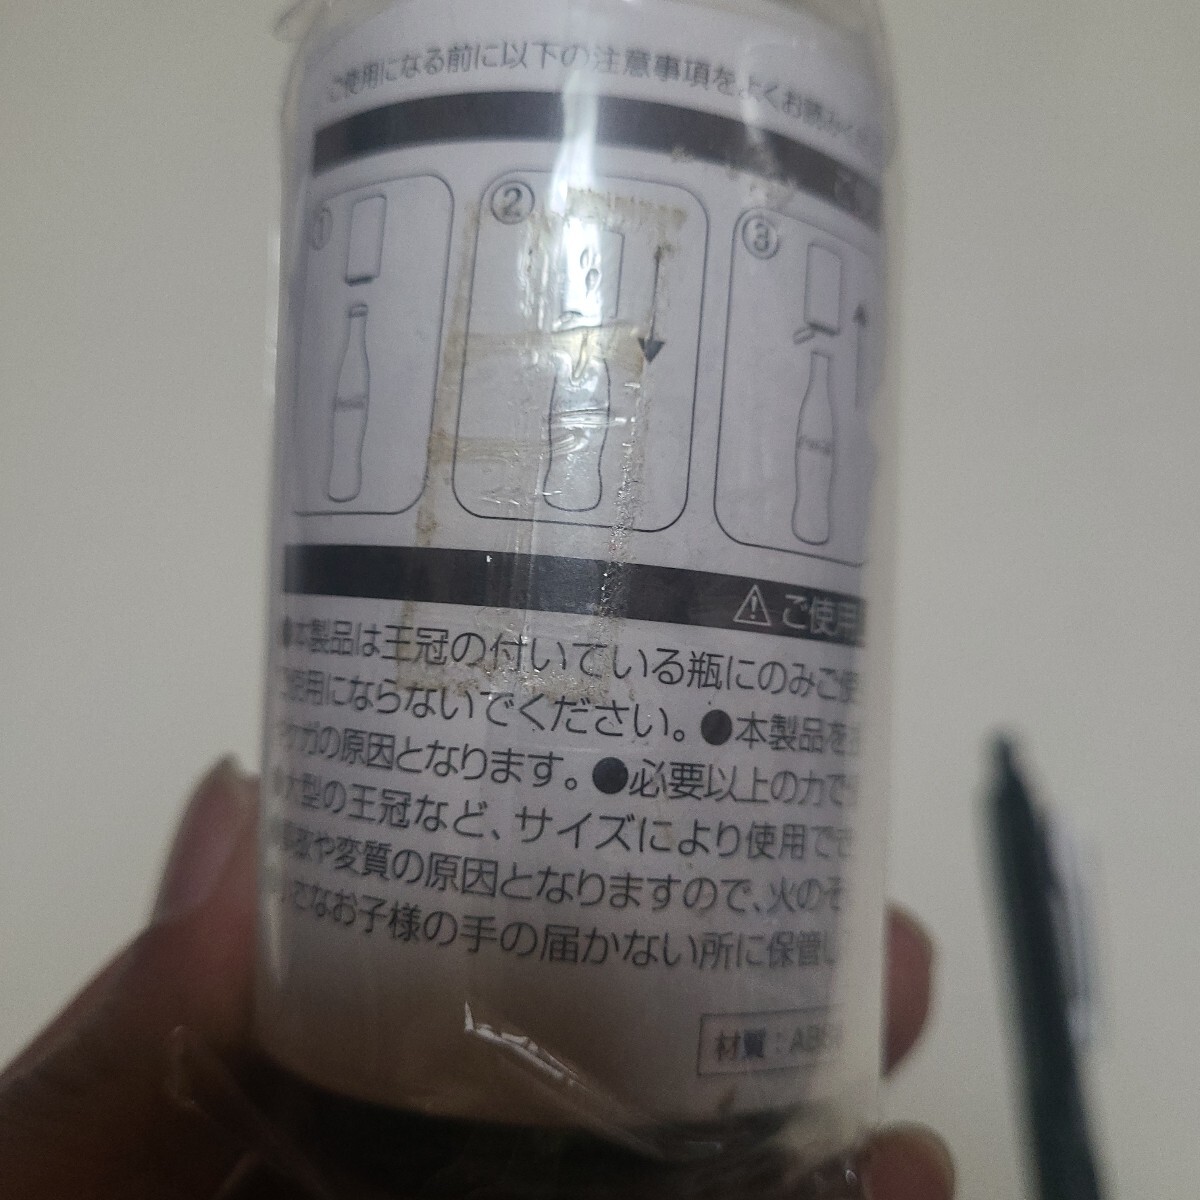 ご使用になる前に以下の注意事項をよくお読み
①
②
③
⚠ご使用
●本製品は王冠の付いている瓶にのみご使
使用にならないでください。●本製品を
ケガの原因となります。●必要以上の力で
大型の王冠など、サイズにより使用でき
や変質の原因となりますので、火のそ
さなお子様の手の届かない所に保管し
材質：ABS